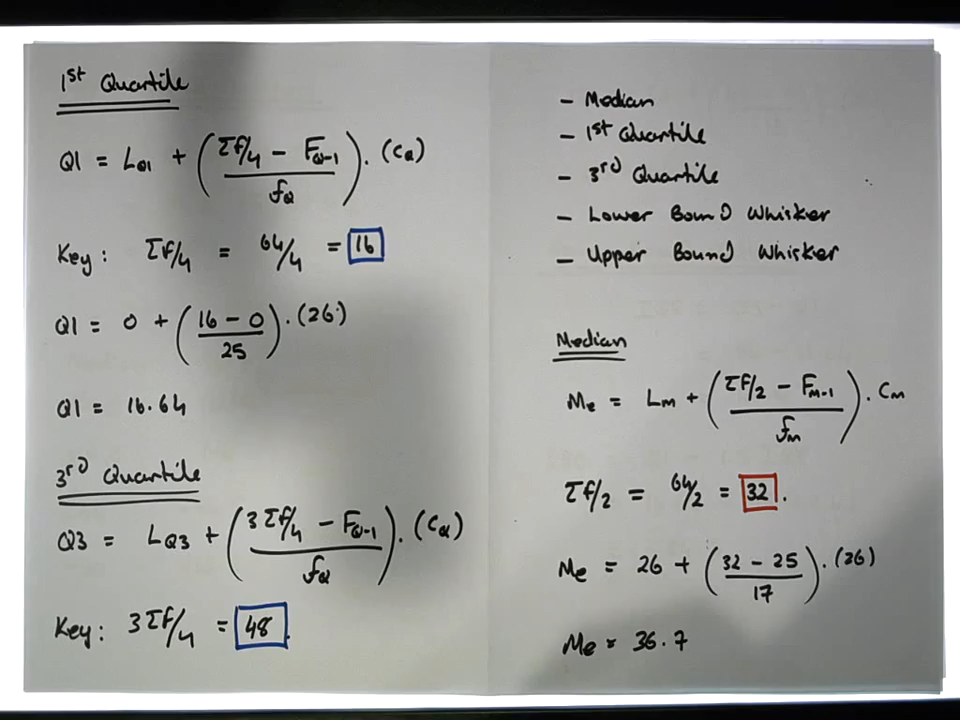 1st Quartile
Q1 = LQ1 + (Σf/4 − FQ-1 / fQ) . (CQ)
Key: Σf/4 = 64/4 = 16
Q1 = 0 + (16 − 0 / 25) . (26)
Q1 = 16.64
3rd Quartile
Q3 = LQ3 + (3Σf/4 − FQ-1 / fQ) . (CQ)
Key: 3Σf/4 = 48.
- Median
- 1st Quartile
- 3rd Quartile
- Lower Bound Whisker
- Upper Bound Whisker
Median
Me = Lm + (Σf/2 − Fm-1 / fm) . Cm
Σf/2 = 64/2 = 32.
Me = 26 + (32 − 25 / 17) . (26)
Me = 36.7